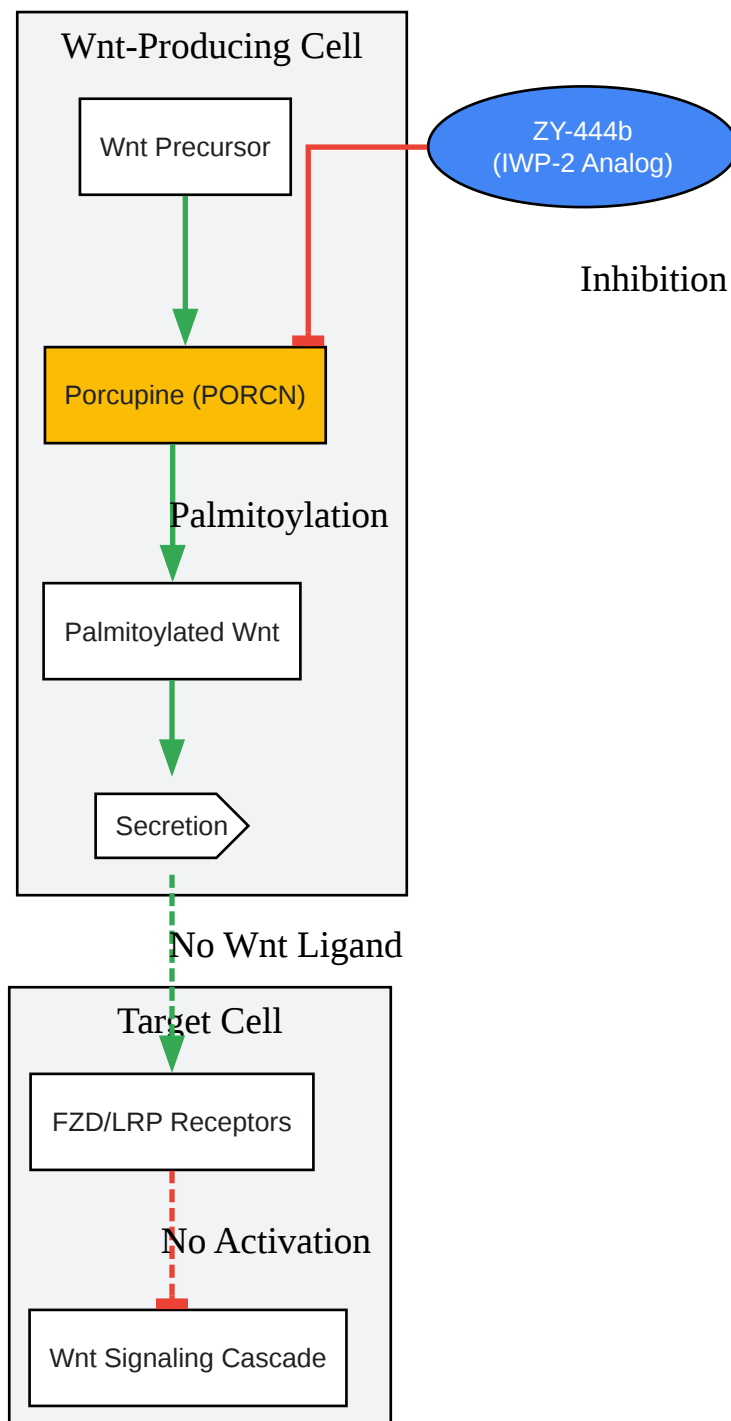 Wnt-Producing Cell
Wnt Precursor
ZY-444b
(IWP-2 Analog)
Inhibition
Porcupine (PORCN)
Palmitoylation
Palmitoylated Wnt
Secretion
No Wnt Ligand
Target Cell
FZD/LRP Receptors
No Activation
Wnt Signaling Cascade